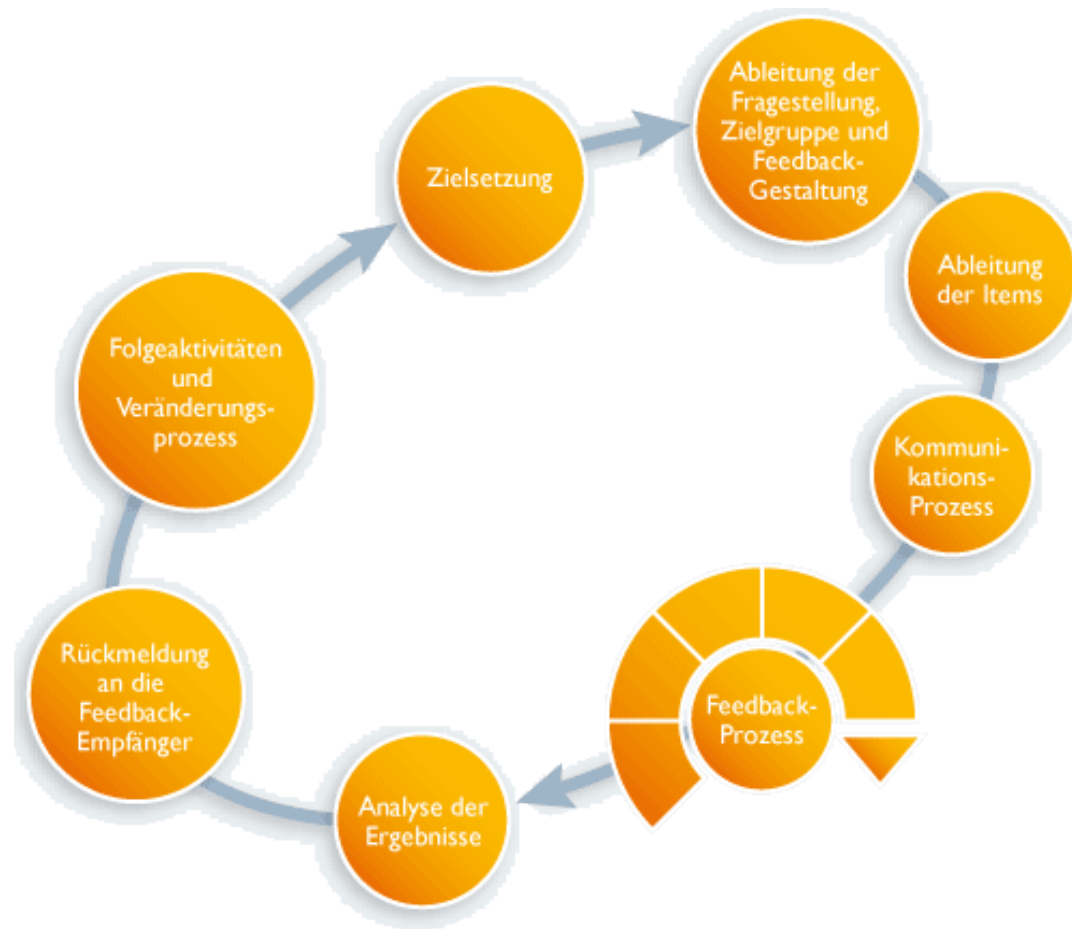 Zielsetzung
Ableitung der
Fragestellung,
Zielgruppe und
Feedback-
Gestaltung
Ableitung
der Items
Kommuni-
kations-
Prozess
Feedback-
Prozess
Analyse der
Ergebnisse
Rückmeldung
an die
Feedback-
Empfänger
Folgeaktivitäten
und
Veränderungs-
prozess